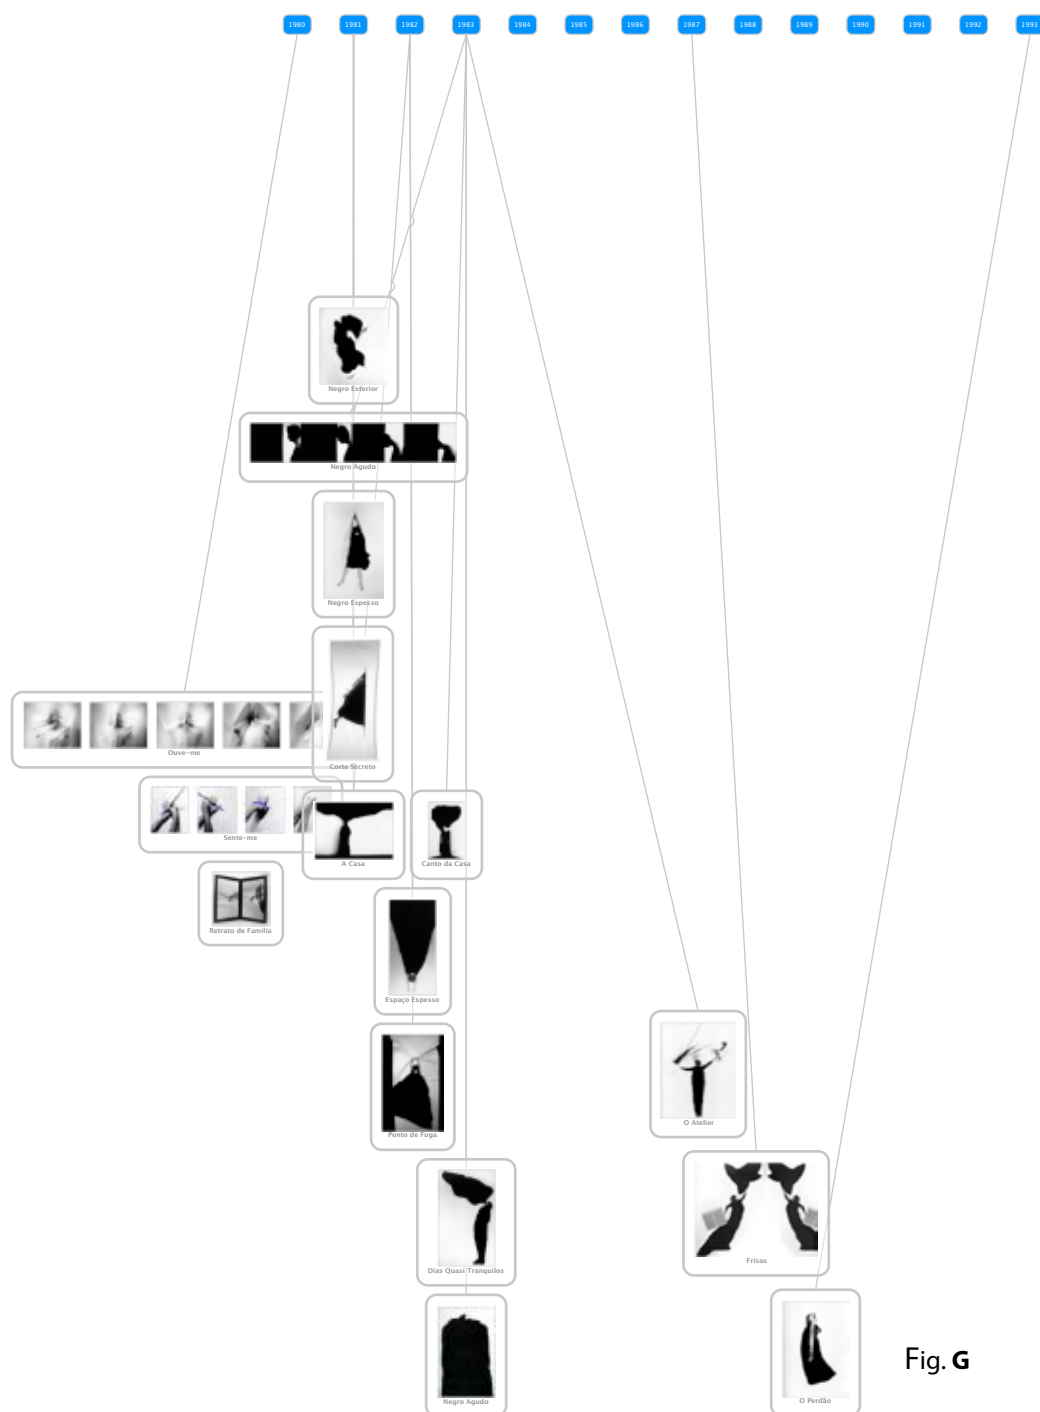 1980 1981 1982 1983 1984 1985 1986 1987 1988 1989 1990 1991 1992 1993
Negro Exterior
Negro Agudo
Negro Espesso
Ouve-me
Corte Secreto
Sente-me
A Casa
Canto da Casa
Retrato de Família
Espaço Espesso
O Atelier
Ponto de Fuga
Frisos
Dias Quasi Tranquilos
Fig. G
O Perdão
Negro Agudo